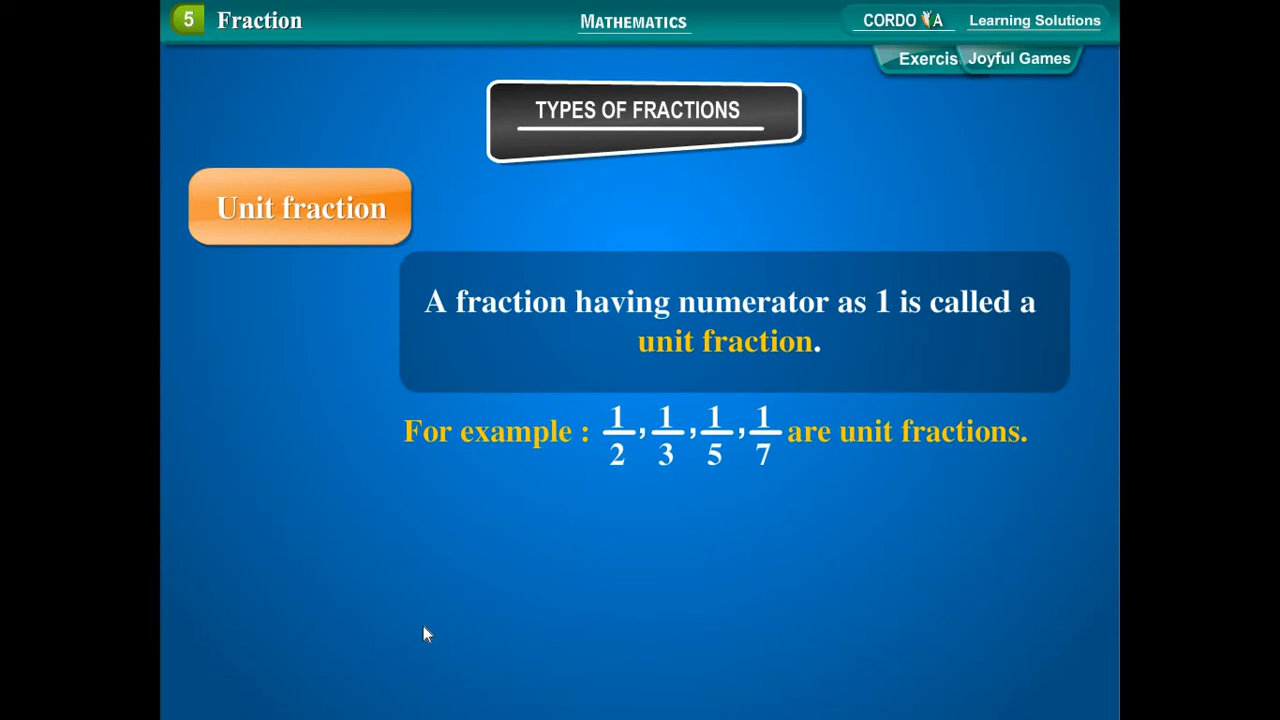 5 Fraction
MATHEMATICS
CORDO A Learning Solutions
Exercis Joyful Games
TYPES OF FRACTIONS
Unit fraction
A fraction having numerator as 1 is called a
unit fraction.
For example : 1/2, 1/3, 1/5, 1/7 are unit fractions.